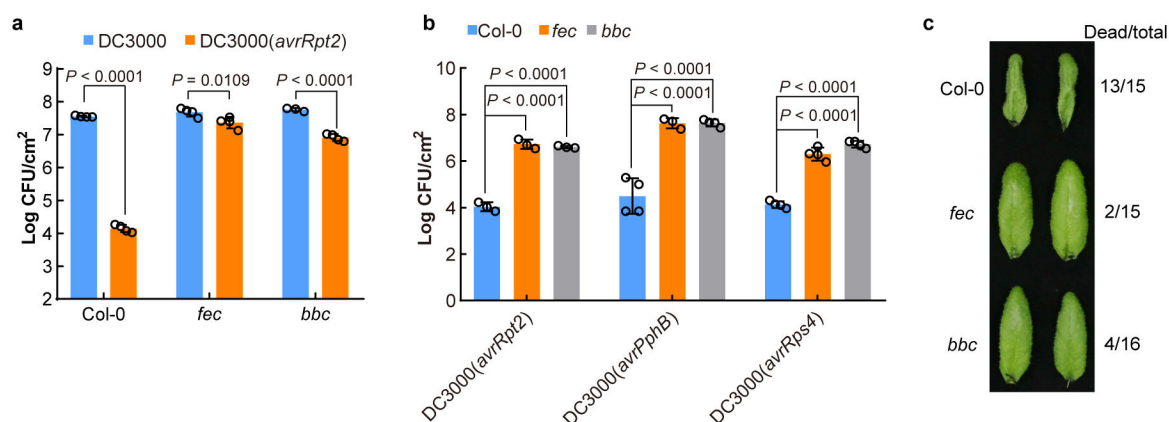 a
DC3000 DC3000(avrRpt2)
P < 0.0001 P = 0.0109 P < 0.0001
Log CFU/cm2
9
8
7
6
5
4
3
2
Col-0 fec bbc
b
Col-0 fec bbc
P < 0.0001
P < 0.0001
P < 0.0001
P < 0.0001
P < 0.0001
P < 0.0001
Log CFU/cm2
10
8
6
4
2
0
DC3000(avrRpt2)
DC3000(avrPphB)
DC3000(avrRps4)
c
Dead/total
Col-0 13/15
fec 2/15
bbc 4/16